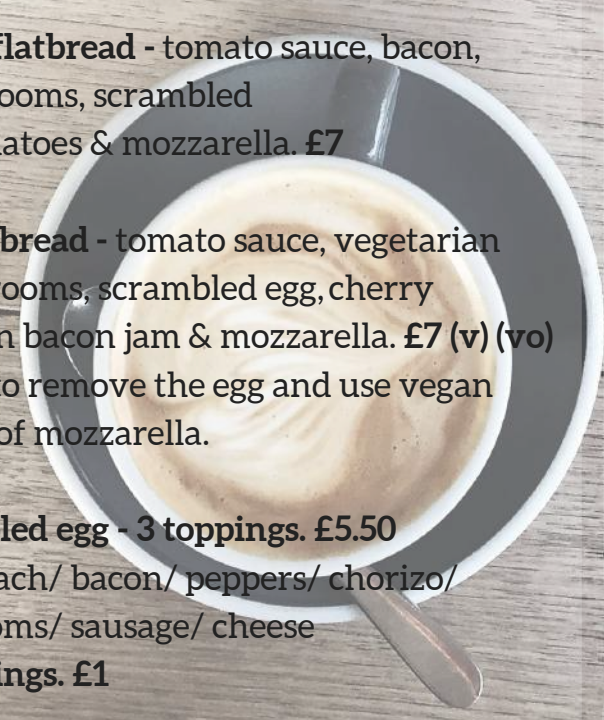 flatbread - tomato sauce, bacon,
ooms, scrambled
atoes & mozzarella. £7
bread - tomato sauce, vegetarian
rooms, scrambled egg, cherry
n bacon jam & mozzarella. £7 (v) (vo)
to remove the egg and use vegan
of mozzarella.
led egg - 3 toppings. £5.50
ach/ bacon/ peppers/ chorizo/
oms/ sausage/ cheese
ings. £1